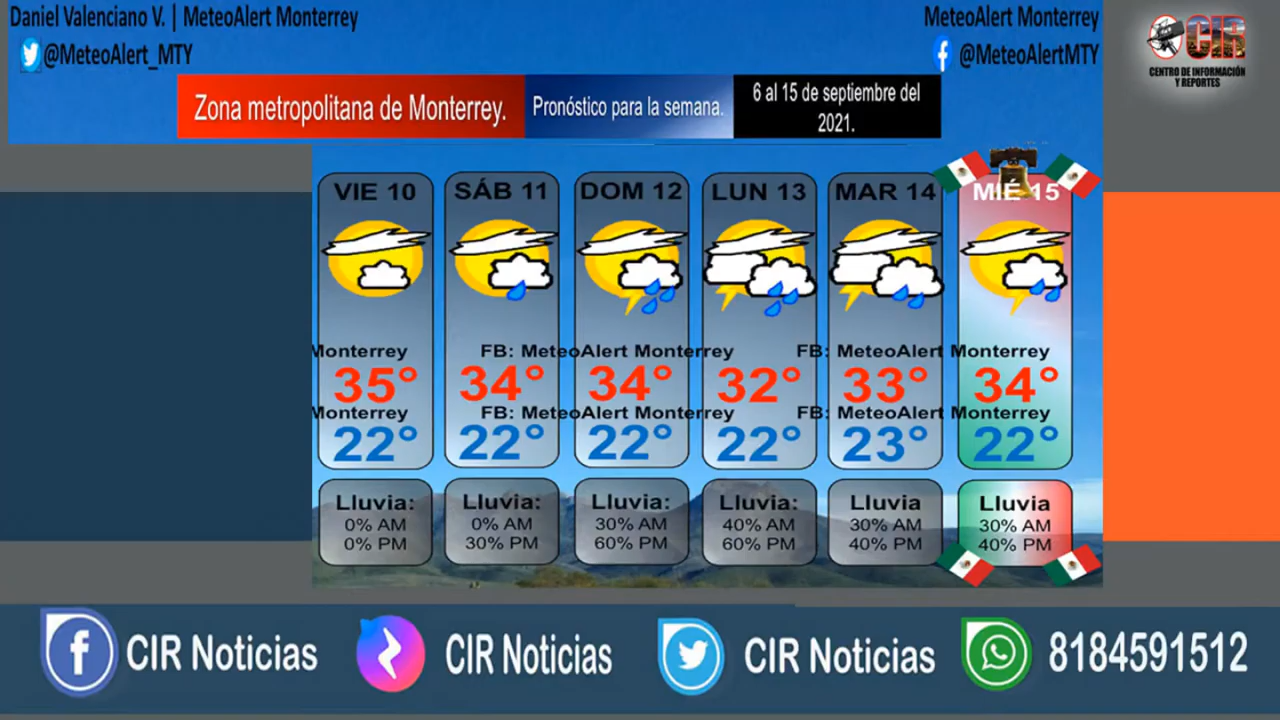 Daniel Valenciano V. | MeteoAlert Monterrey
@MeteoAlert_MTY
MeteoAlert Monterrey
@MeteoAlertMTY
CIR
CENTRO DE INFORMACIÓN
Y REPORTES
Zona metropolitana de Monterrey.
Pronóstico para la semana.
6 al 15 de septiembre del
2021.
VIE 10 SÁB 11 DOM 12 LUN 13 MAR 14 MIÉ 15
Monterrey FB: MeteoAlert Monterrey FB: MeteoAlert Monterrey
35° 34° 34° 32° 33° 34°
Monterrey FB: MeteoAlert Monterrey FB: MeteoAlert Monterrey
22° 22° 22° 22° 23° 22°
Lluvia: Lluvia: Lluvia: Lluvia: Lluvia Lluvia
0% AM 0% AM 30% AM 40% AM 30% AM 30% AM
0% PM 30% PM 60% PM 60% PM 40% PM 40% PM
CIR Noticias CIR Noticias CIR Noticias 8184591512